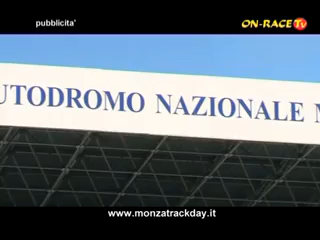 pubblicita'
ON-RACE TV
UTODROMO NAZIONALE M
www.monzatrackday.it